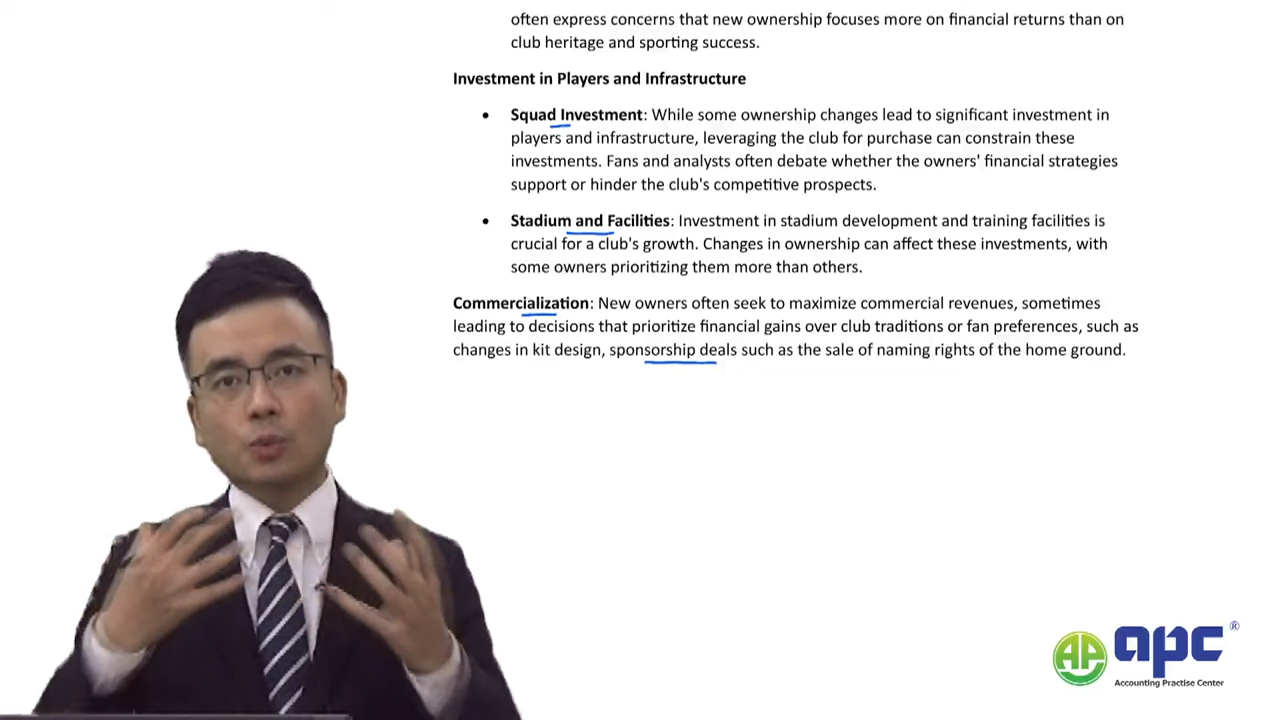 often express concerns that new ownership focuses more on financial returns than on
club heritage and sporting success.
Investment in Players and Infrastructure
• Squad Investment: While some ownership changes lead to significant investment in
players and infrastructure, leveraging the club for purchase can constrain these
investments. Fans and analysts often debate whether the owners' financial strategies
support or hinder the club's competitive prospects.
• Stadium and Facilities: Investment in stadium development and training facilities is
crucial for a club's growth. Changes in ownership can affect these investments, with
some owners prioritizing them more than others.
Commercialization: New owners often seek to maximize commercial revenues, sometimes
leading to decisions that prioritize financial gains over club traditions or fan preferences, such as
changes in kit design, sponsorship deals such as the sale of naming rights of the home ground.
AP apc ®
Accounting Practise Center